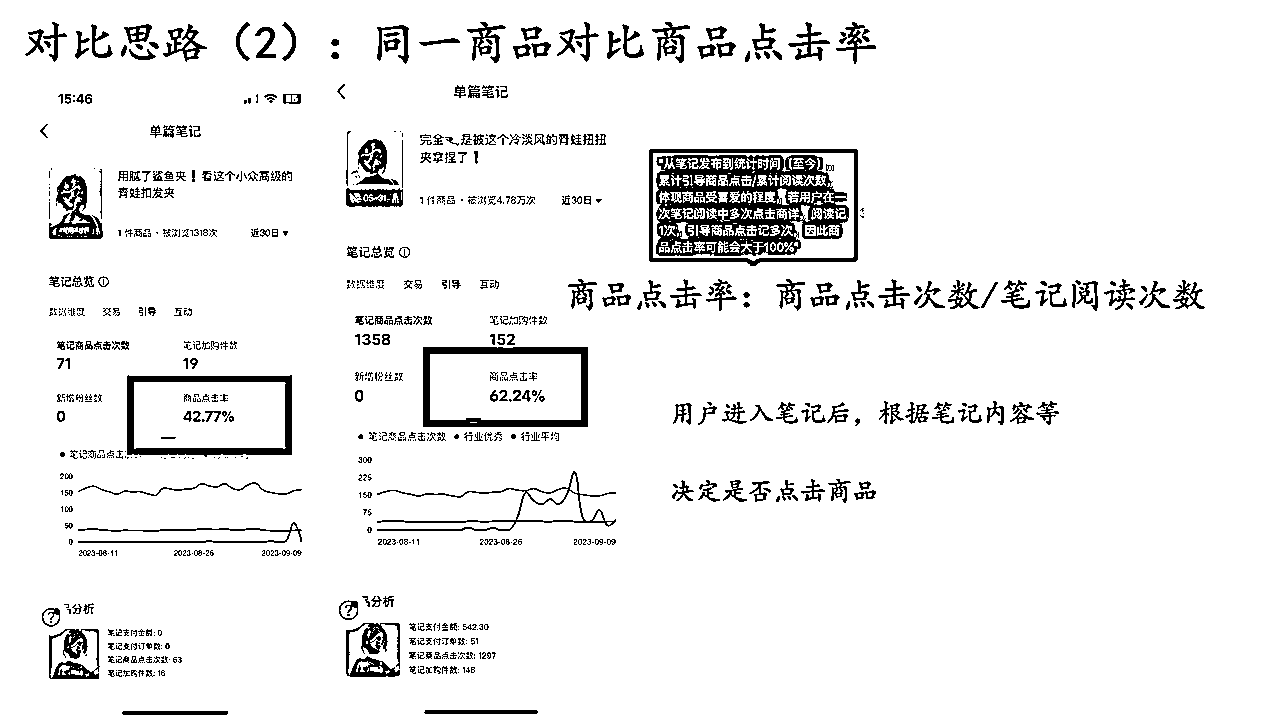 对比思路（2）：同一商品对比商品点击率
15:46
单篇笔记
用腻了鲨鱼夹！看这个小众高级的
青蛙扣发夹
1件商品·被浏览1318次 近30日
笔记总览
数据维度 交易 引导 互动
笔记商品点击次数 笔记加购件数
71 19
新增粉丝数 商品点击率
0 42.77%
笔记商品点击次
200
150
100
50
0
2023-08-11 2023-08-26 2023-09-09
分析
笔记支付金额: 0
笔记支付订单数: 0
笔记商品点击次数: 63
笔记加购件数: 16
单篇笔记
完全 是被这个冷淡风的青蛙扭扭
夹拿捏了！
1件商品·被浏览4.78万次 近30日
笔记总览
数据维度 交易 引导 互动
笔记商品点击次数 笔记加购件数
1358 152
新增粉丝数 商品点击率
0 62.24%
笔记商品点击次数 行业优秀 行业平均
300
225
150
75
0
2023-08-11 2023-08-26 2023-09-09
分析
笔记支付金额: 542.30
笔记支付订单数: 51
笔记商品点击次数: 1297
笔记加购件数: 146
"从笔记发布到统计时间（至今），
累计引导商品点击/累计阅读次数，
体现商品受喜爱的程度，若用户在一
次笔记阅读中多次点击商详，阅读记
1次，引导商品点击记多次，因此商
品点击率可能会大于100%"
商品点击率：商品点击次数/笔记阅读次数
用户进入笔记后，根据笔记内容等
决定是否点击商品